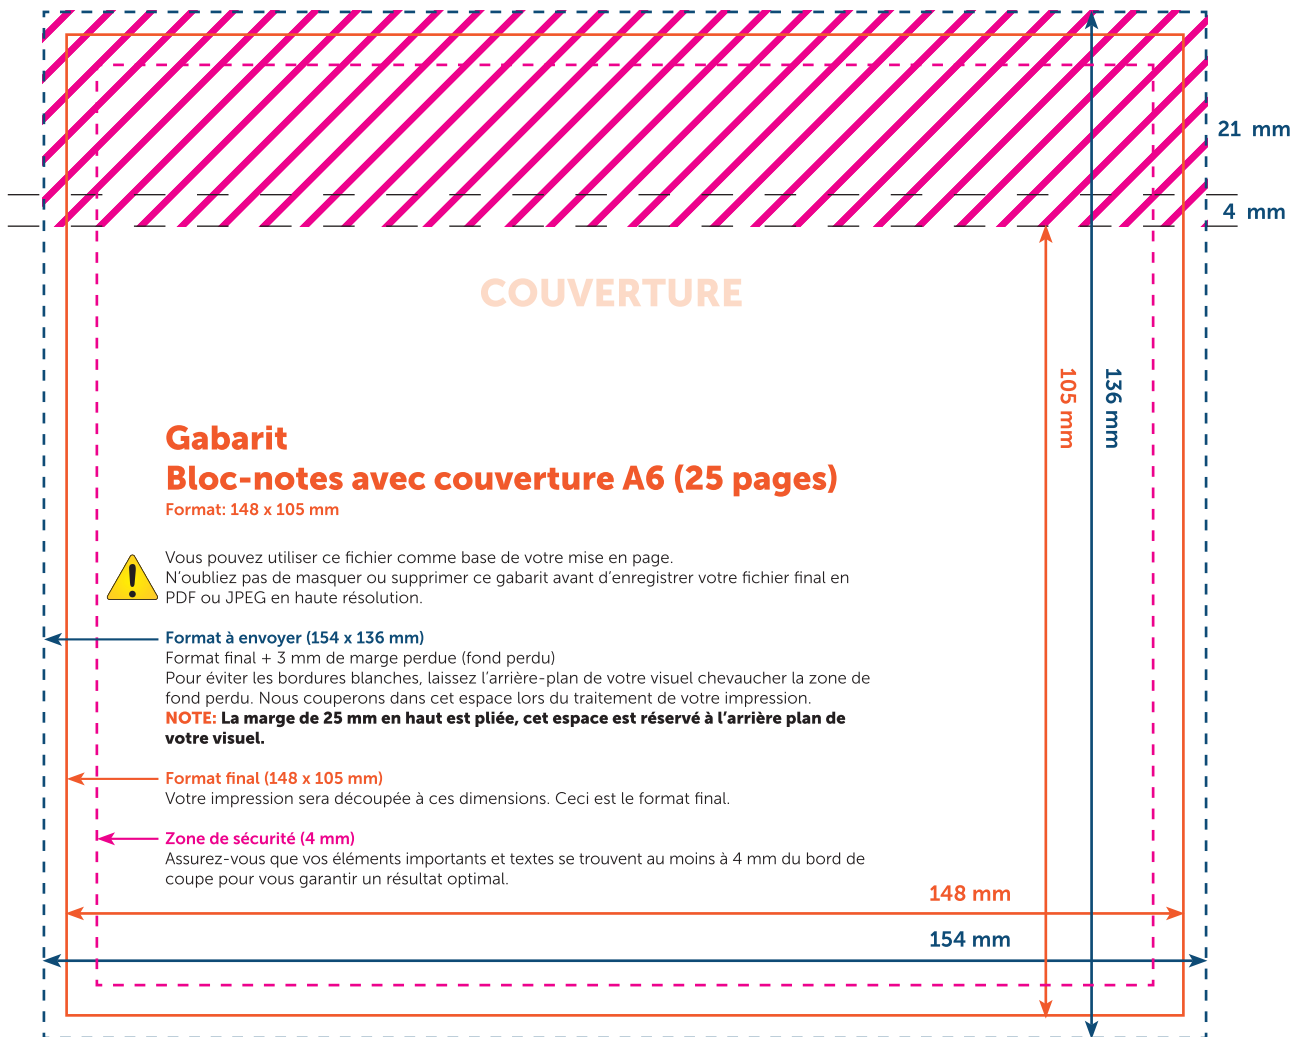 21 mm
4 mm
COUVERTURE
105 mm
136 mm
Gabarit
Bloc-notes avec couverture A6 (25 pages)
Format: 148 x 105 mm
Vous pouvez utiliser ce fichier comme base de votre mise en page.
N’oubliez pas de masquer ou supprimer ce gabarit avant d’enregistrer votre fichier final en
PDF ou JPEG en haute résolution.
Format à envoyer (154 x 136 mm)
Format final + 3 mm de marge perdue (fond perdu)
Pour éviter les bordures blanches, laissez l’arrière-plan de votre visuel chevaucher la zone de
fond perdu. Nous couperons dans cet espace lors du traitement de votre impression.
NOTE: La marge de 25 mm en haut est pliée, cet espace est réservé à l’arrière plan de
votre visuel.
Format final (148 x 105 mm)
Votre impression sera découpée à ces dimensions. Ceci est le format final.
Zone de sécurité (4 mm)
Assurez-vous que vos éléments importants et textes se trouvent au moins à 4 mm du bord de
coupe pour vous garantir un résultat optimal.
148 mm
154 mm